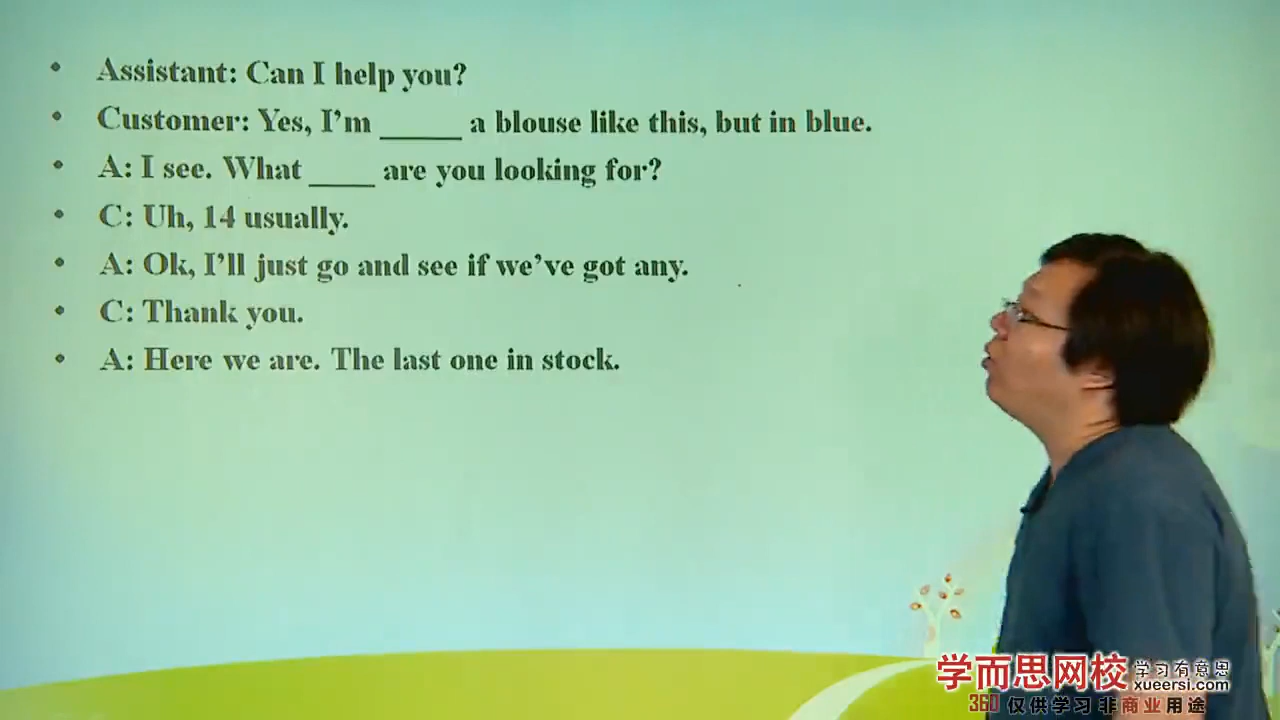 • Assistant: Can I help you?
• Customer: Yes, I'm _____ a blouse like this, but in blue.
• A: I see. What ____ are you looking for?
• C: Uh, 14 usually.
• A: Ok, I'll just go and see if we've got any.
• C: Thank you.
• A: Here we are. The last one in stock.
学而思网校 学习有意思
xueersi.com
360 仅供学习 非商业用途